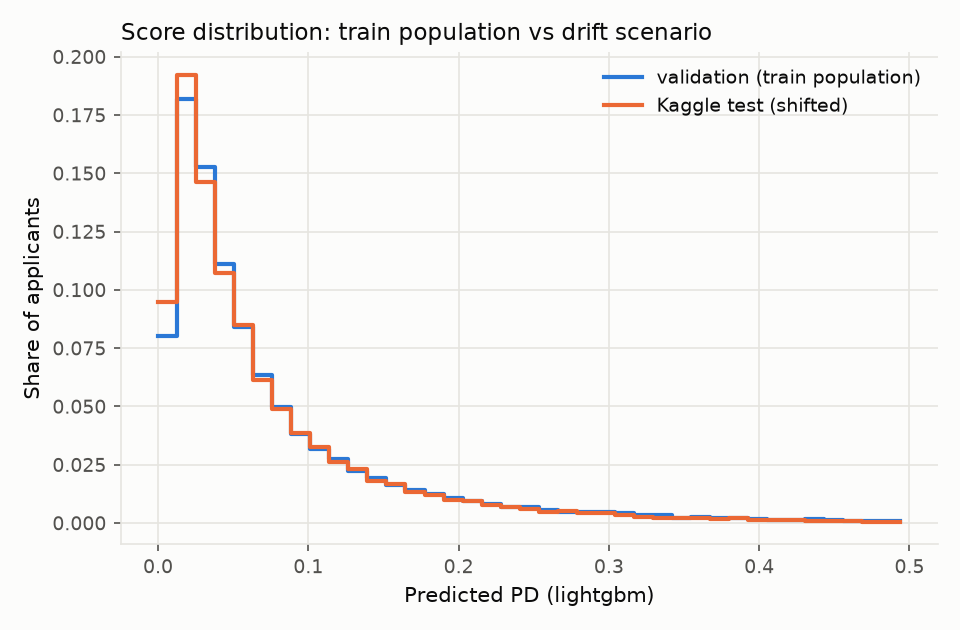 Score distribution: train population vs drift scenario
validation (train population)
Kaggle test (shifted)
Share of applicants
0.200
0.175
0.150
0.125
0.100
0.075
0.050
0.025
0.000
0.0 0.1 0.2 0.3 0.4 0.5
Predicted PD (lightgbm)